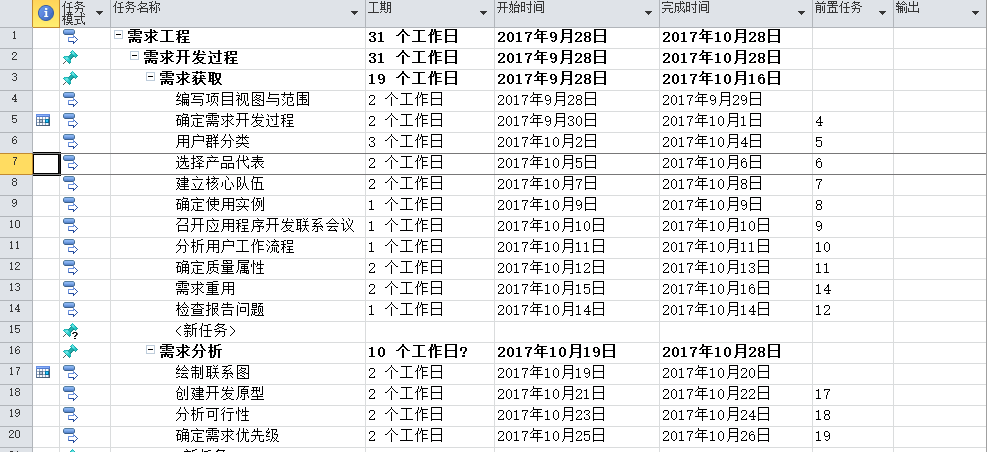 任务模式 任务名称 工期 开始时间 完成时间 前置任务 输出
1 需求工程 31 个工作日 2017年9月28日 2017年10月28日
2 需求开发过程 31 个工作日 2017年9月28日 2017年10月28日
3 需求获取 19 个工作日 2017年9月28日 2017年10月16日
4 编写项目视图与范围 2 个工作日 2017年9月28日 2017年9月29日
5 确定需求开发过程 2 个工作日 2017年9月30日 2017年10月1日 4
6 用户群分类 3 个工作日 2017年10月2日 2017年10月4日 5
7 选择产品代表 2 个工作日 2017年10月5日 2017年10月6日 6
8 建立核心队伍 2 个工作日 2017年10月7日 2017年10月8日 7
9 确定使用实例 1 个工作日 2017年10月9日 2017年10月9日 8
10 召开应用程序开发联系会议 1 个工作日 2017年10月10日 2017年10月10日 9
11 分析用户工作流程 1 个工作日 2017年10月11日 2017年10月11日 10
12 确定质量属性 2 个工作日 2017年10月12日 2017年10月13日 11
13 需求重用 2 个工作日 2017年10月15日 2017年10月16日 14
14 检查报告问题 1 个工作日 2017年10月14日 2017年10月14日 12
15 <新任务>
16 需求分析 10 个工作日? 2017年10月19日 2017年10月28日
17 绘制联系图 2 个工作日 2017年10月19日 2017年10月20日
18 创建开发原型 2 个工作日 2017年10月21日 2017年10月22日 17
19 分析可行性 2 个工作日 2017年10月23日 2017年10月24日 18
20 确定需求优先级 2 个工作日 2017年10月25日 2017年10月26日 19